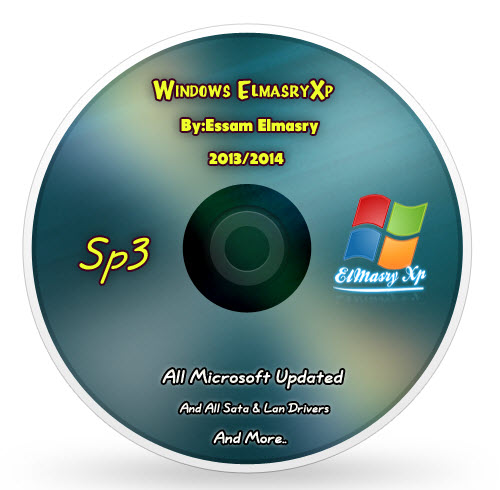 Windows ElmasryXp
By:Essam Elmasry
2013/2014
Sp3
ElMasry Xp
All Microsoft Updated
And All Sata & Lan Drivers
And More..